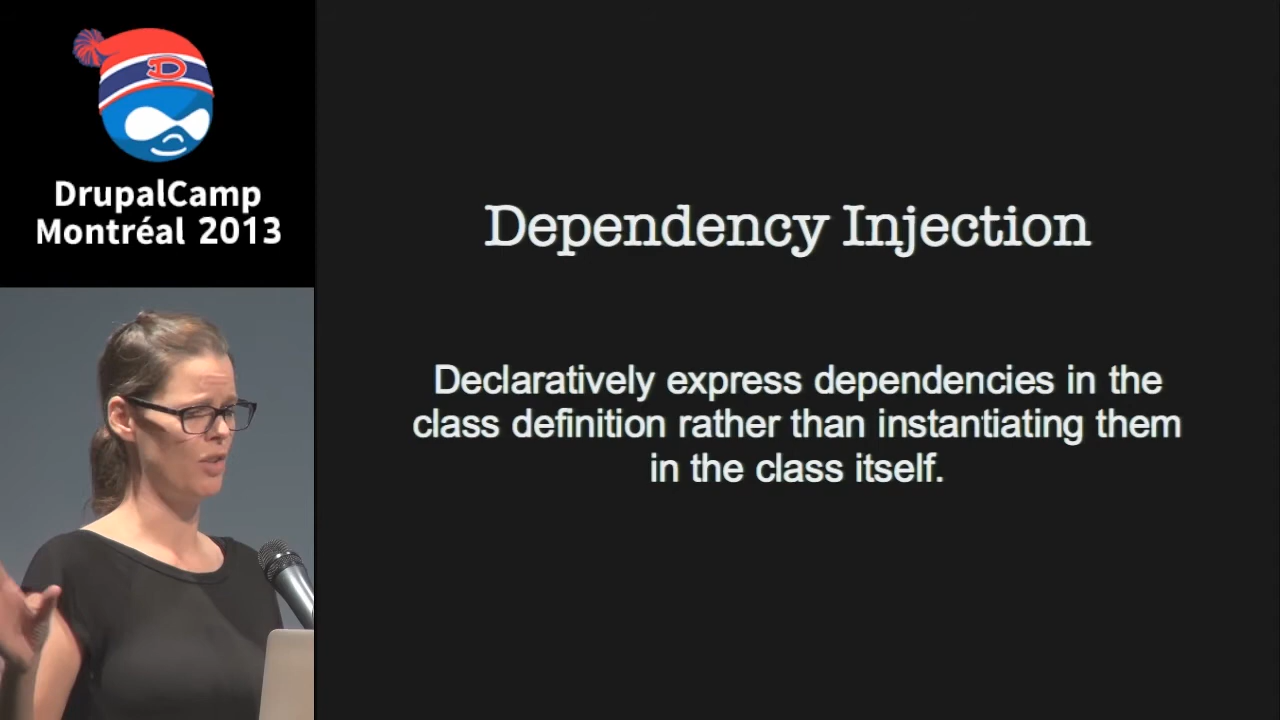 D
DrupalCamp
Montréal 2013
Dependency Injection
Declaratively express dependencies in the
class definition rather than instantiating them
in the class itself.